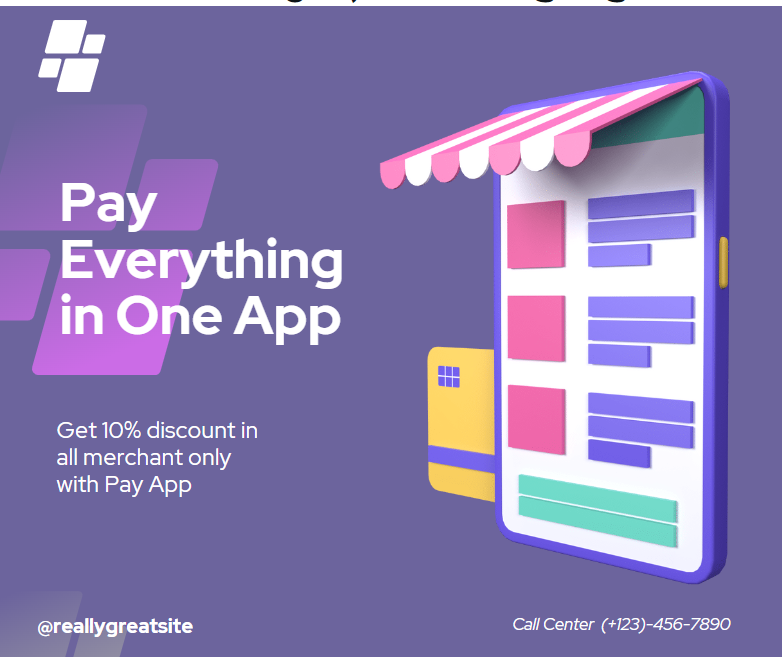 Pay
Everything
in One App
Get 10% discount in
all merchant only
with Pay App
@reallygreatsite
Call Center (+123)-456-7890